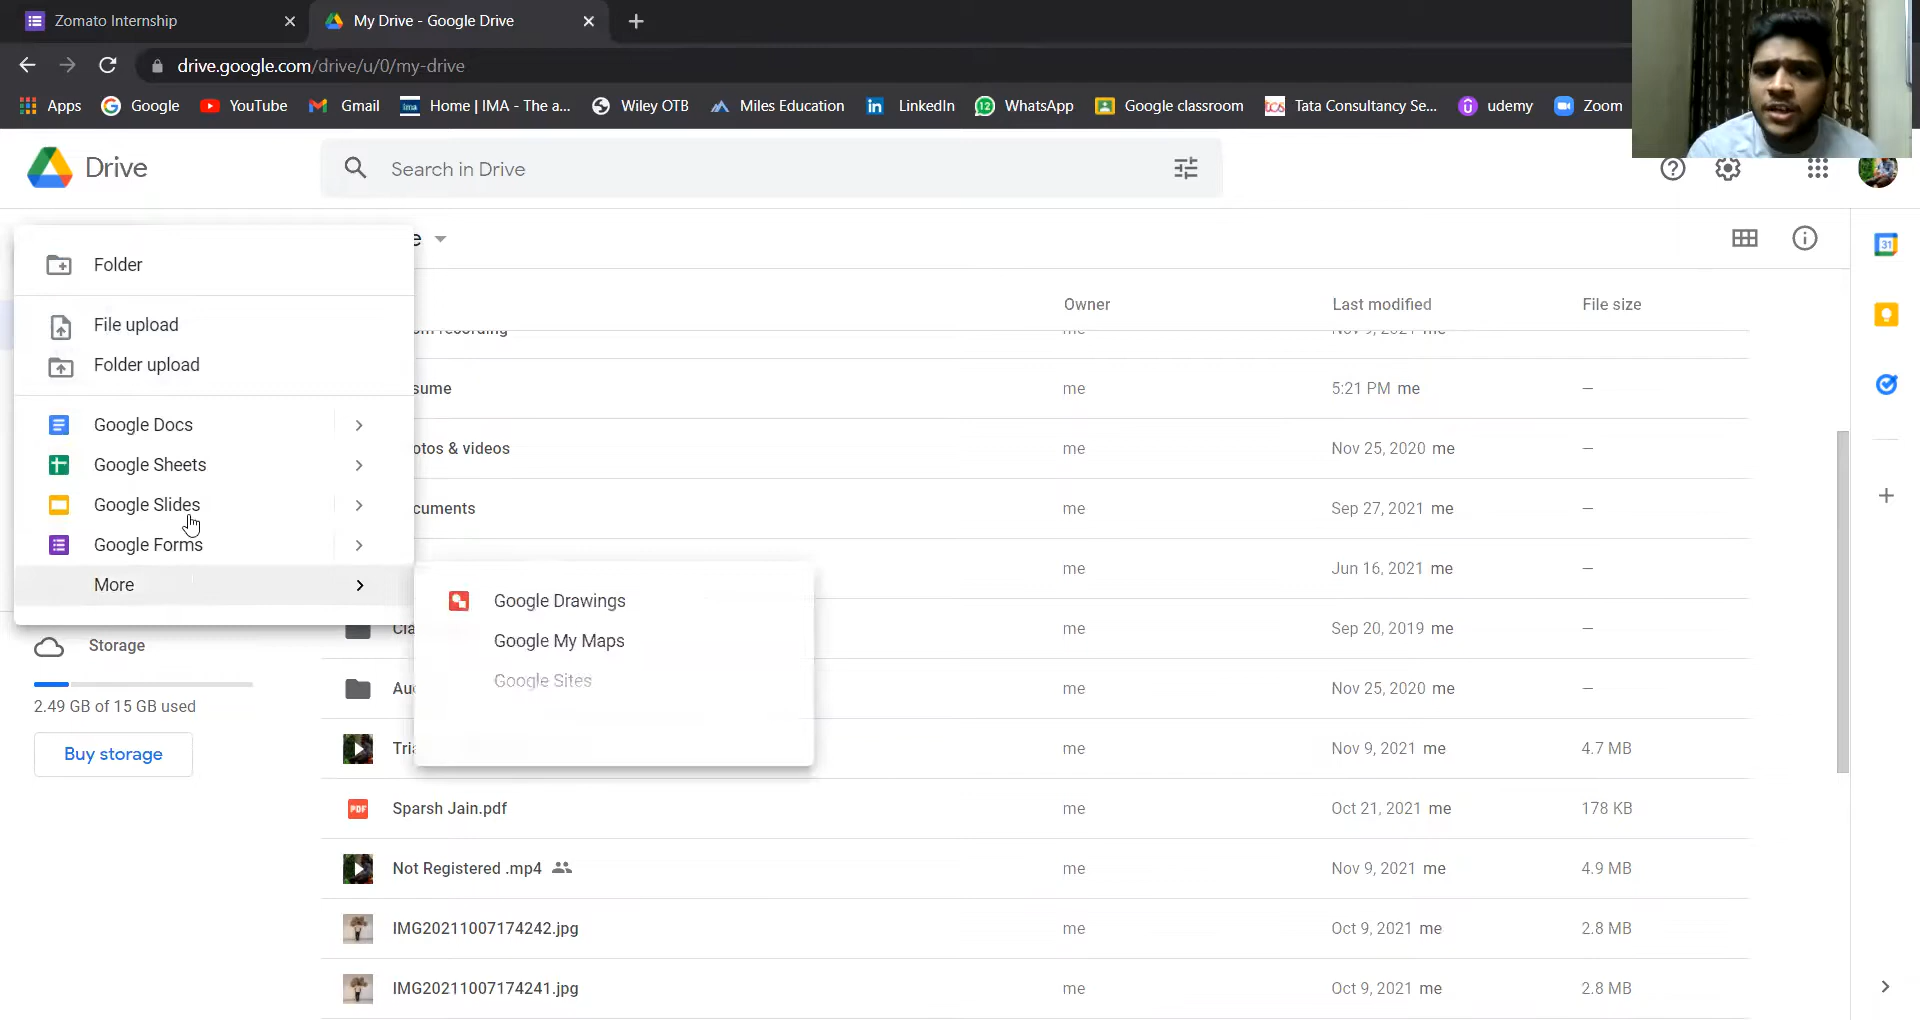 Zomato Internship
My Drive - Google Drive
drive.google.com/drive/u/0/my-drive
Apps Google YouTube Gmail Home | IMA - The a... Wiley OTB Miles Education LinkedIn WhatsApp Google classroom Tata Consultancy Se... udemy Zoom
Drive
Search in Drive
Folder
File upload
Folder upload
Google Docs
Google Sheets
Google Slides
Google Forms
More
Google Drawings
Google My Maps
Google Sites
Storage
2.49 GB of 15 GB used
Buy storage
Owner Last modified File size
sume me 5:21 PM me –
otos & videos me Nov 25, 2020 me –
cuments me Sep 27, 2021 me –
me Jun 16, 2021 me –
Cla me Sep 20, 2019 me –
Au me Nov 25, 2020 me –
Tria me Nov 9, 2021 me 4.7 MB
PDF Sparsh Jain.pdf me Oct 21, 2021 me 178 KB
Not Registered .mp4 me Nov 9, 2021 me 4.9 MB
IMG20211007174242.jpg me Oct 9, 2021 me 2.8 MB
IMG20211007174241.jpg me Oct 9, 2021 me 2.8 MB
31